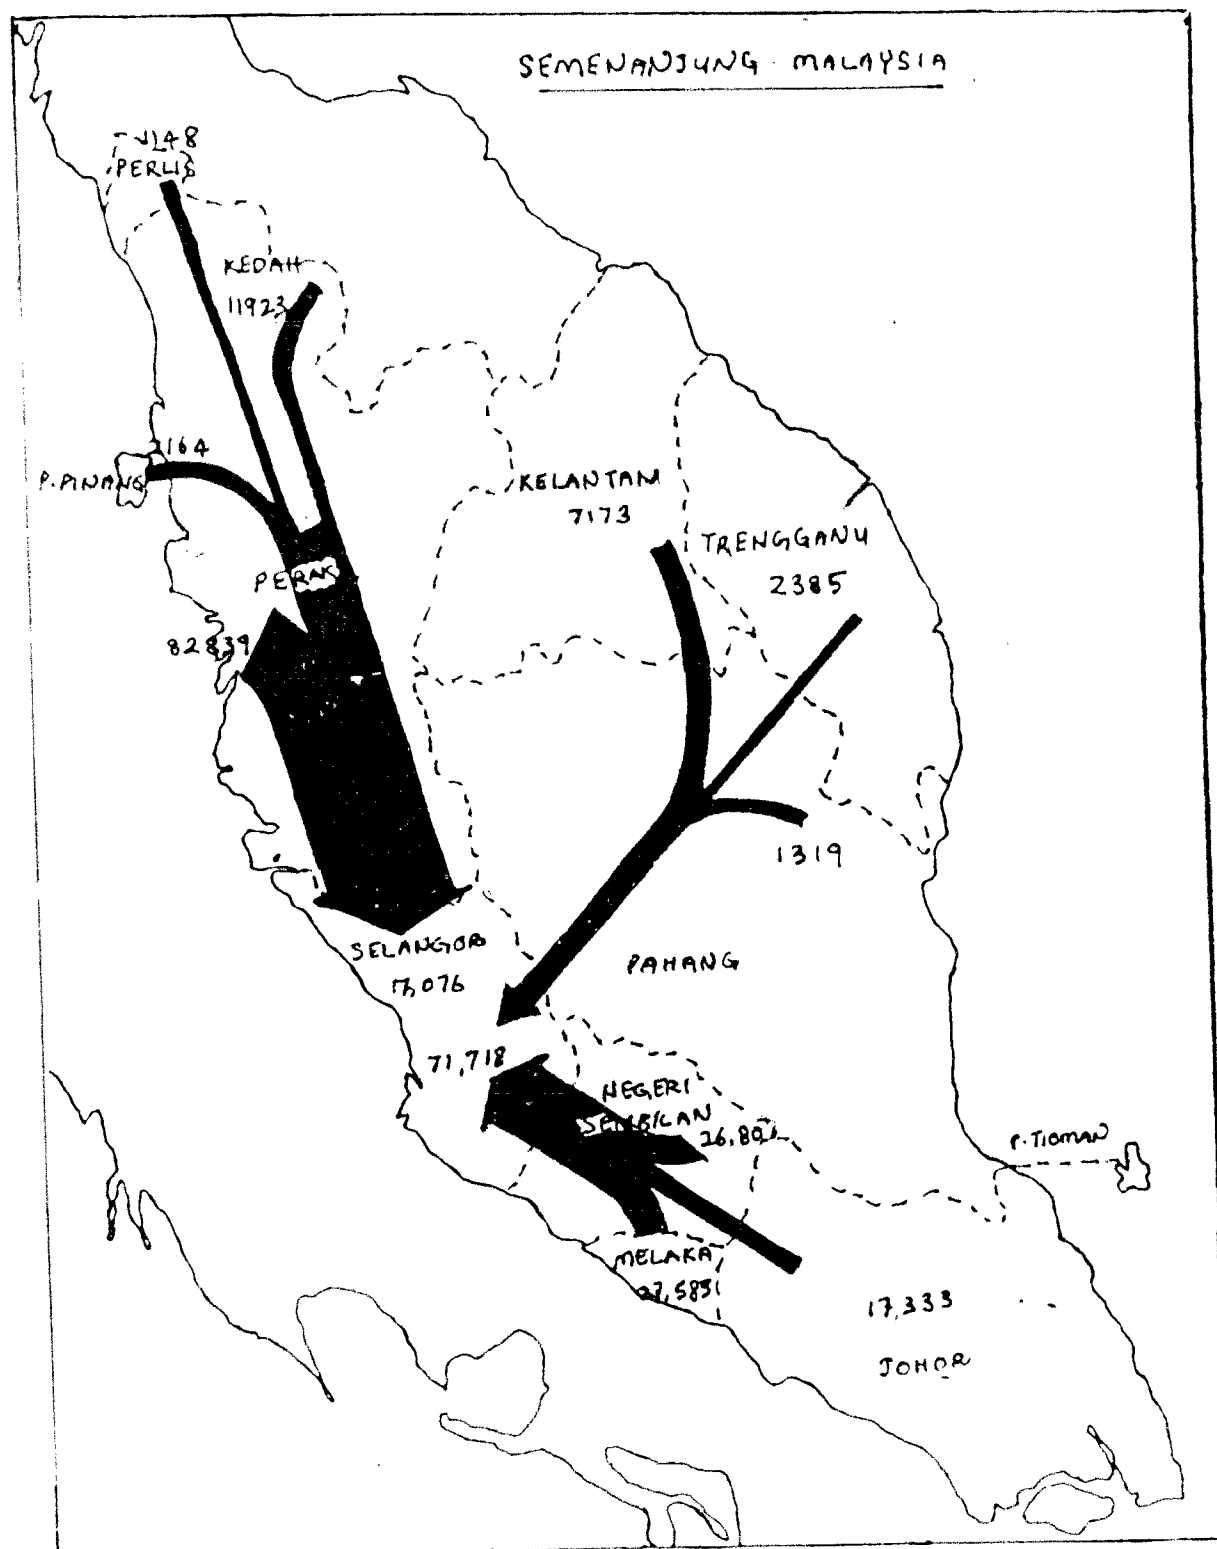 SEMENANJUNG MALAYSIA
PERLIS
KEDAH
11923
164
P. PINANG
KELANTAM
7173
TRENGGANU
2385
PERAK
82839
1319
SELANGOR
PAHANG
71,718
NEGERI
SEMBILAN
P. TIOMAN
MELAKA
17,333
JOHOR